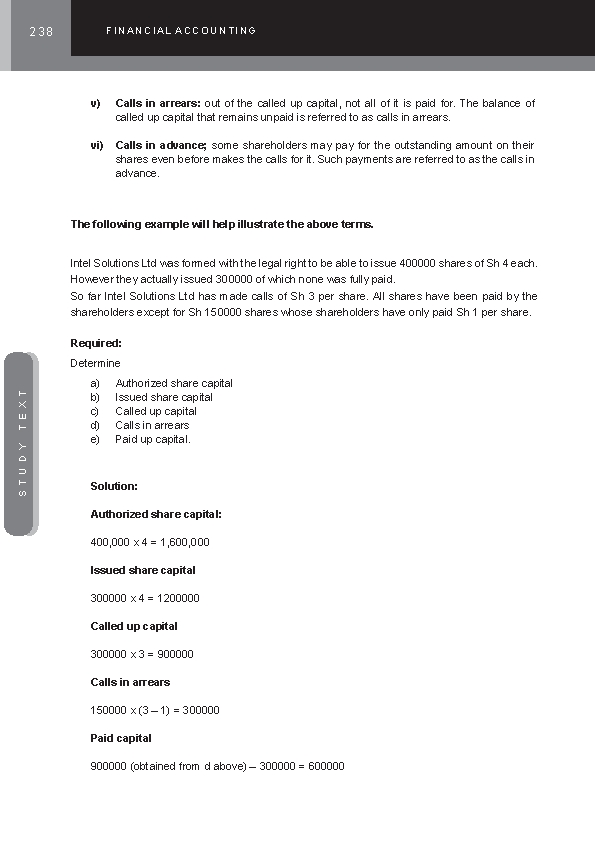 238
FINANCIAL ACCOUNTING
v) Calls in arrears: out of the called up capital, not all of it is paid for. The balance of
called up capital that remains unpaid is referred to as calls in arrears.
vi) Calls in advance; some shareholders may pay for the outstanding amount on their
shares even before makes the calls for it. Such payments are referred to as the calls in
advance.
The following example will help illustrate the above terms.
Intel Solutions Ltd was formed with the legal right to be able to issue 400000 shares of Sh 4 each.
However they actually issued 300000 of which none was fully paid.
So far Intel Solutions Ltd has made calls of Sh 3 per share. All shares have been paid by the
shareholders except for Sh 150000 shares whose shareholders have only paid Sh 1 per share.
Required:
Determine
a) Authorized share capital
b) Issued share capital
c) Called up capital
d) Calls in arrears
e) Paid up capital.
STUDY TEXT
Solution:
Authorized share capital:
400,000 x 4 = 1,600,000
Issued share capital
300000 x 4 = 1200000
Called up capital
300000 x 3 = 900000
Calls in arrears
150000 x (3 – 1) = 300000
Paid capital
900000 (obtained from d above) – 300000 = 600000